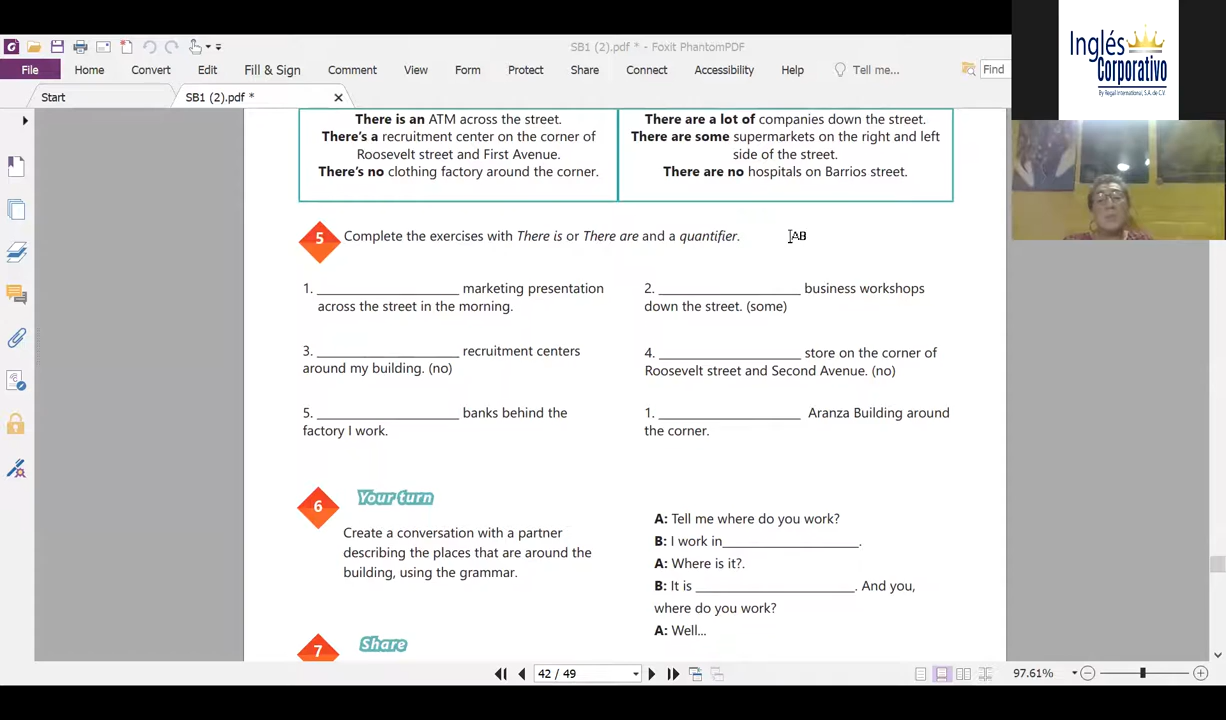 SB1 (2).pdf * - Foxit PhantomPDF
File Home Convert Edit Fill & Sign Comment View Form Protect Share Connect Accessibility Help Tell me... Find
Start SB1 (2).pdf *
Inglés
Corporativo
By Regal International, S.A. de C.V.
There is an ATM across the street.
There's a recruitment center on the corner of
Roosevelt street and First Avenue.
There's no clothing factory around the corner.
There are a lot of companies down the street.
There are some supermarkets on the right and left
side of the street.
There are no hospitals on Barrios street.
5 Complete the exercises with There is or There are and a quantifier.
AB
1. ____________________ marketing presentation
across the street in the morning.
2. ____________________ business workshops
down the street. (some)
3. ____________________ recruitment centers
around my building. (no)
4. ____________________ store on the corner of
Roosevelt street and Second Avenue. (no)
5. ____________________ banks behind the
factory I work.
1. ____________________ Aranza Building around
the corner.
6 Your turn
Create a conversation with a partner
describing the places that are around the
building, using the grammar.
A: Tell me where do you work?
B: I work in____________________.
A: Where is it?.
B: It is ________________________. And you,
where do you work?
A: Well...
7 Share
42 / 49
97.61%